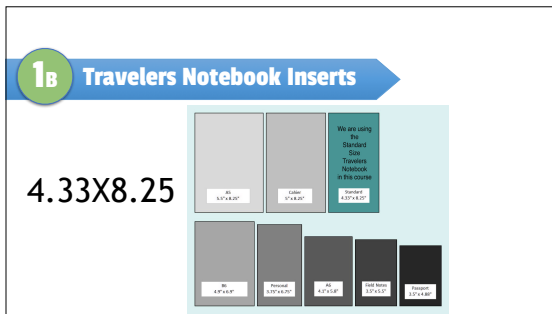 1B Travelers Notebook Inserts
4.33X8.25
We are using
the
Standard
Size
Travelers
Notebook
in this course
A5
5.5" x 8.25"
Cahier
5" x 8.25"
Standard
4.33" x 8.25"
B6
4.9" x 6.9"
Personal
3.75" x 6.75"
A6
4.1" x 5.8"
Field Notes
3.5" x 5.5"
Passport
3.5" x 4.88"